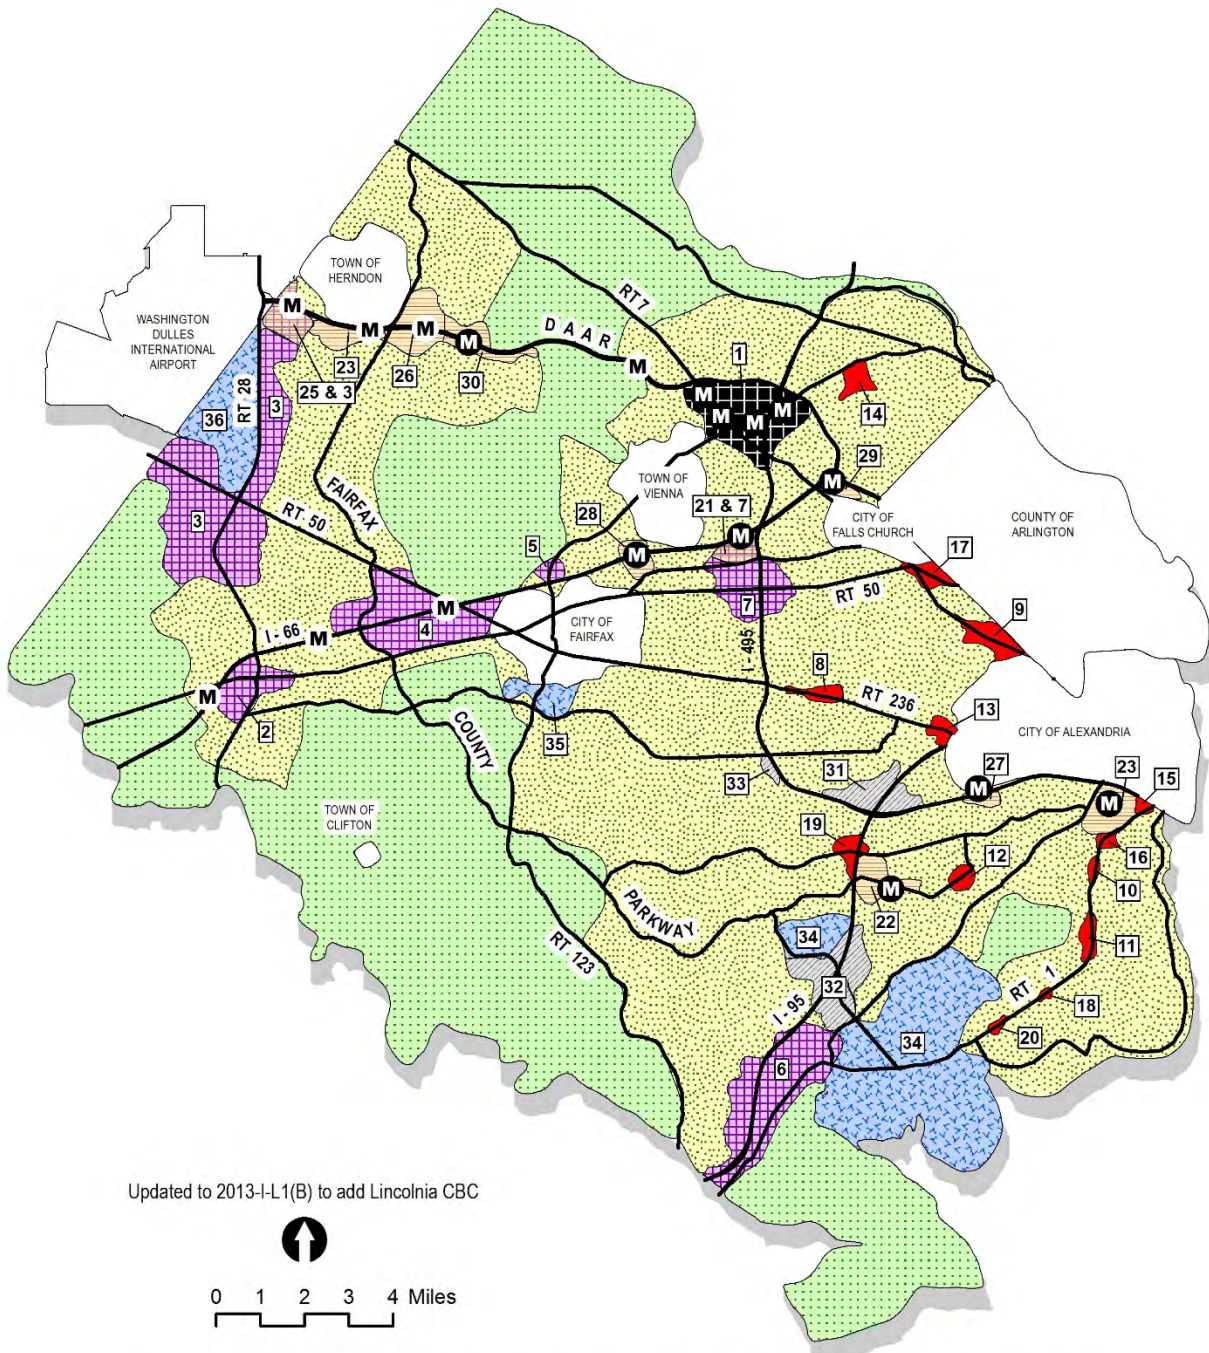 TOWN OF
HERNDON
WASHINGTON
DULLES
INTERNATIONAL
AIRPORT
RT 7
D A A R
M
M
M
M
M
1
23
26
30
25 & 3
RT 28
3
36
14
M
M
M
M
29
M
TOWN OF
VIENNA
21 & 7
28
M
M
CITY OF
FALLS CHURCH
COUNTY OF
ARLINGTON
17
RT 50
FAIRFAX
3
5
7
RT 50
9
I - 66
M
M
4
CITY OF
FAIRFAX
I - 495
8
RT 236
13
M
2
35
COUNTY
CITY OF ALEXANDRIA
33
31
27
M
23
M
15
TOWN OF
CLIFTON
19
16
12
10
M
22
PARKWAY
RT 123
34
11
32
RT 1
18
20
I - 95
34
6
Updated to 2013-I-L1(B) to add Lincolnia CBC
0 1 2 3 4 Miles